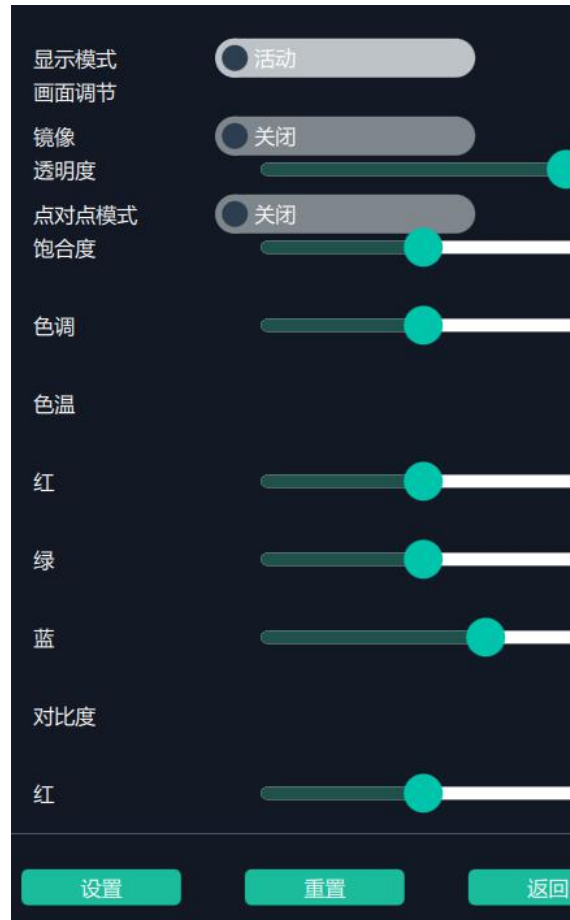 显示模式 活动
画面调节
镜像 关闭
透明度
点对点模式 关闭
饱合度
色调
色温
红
绿
蓝
对比度
红
设置 重置 返回